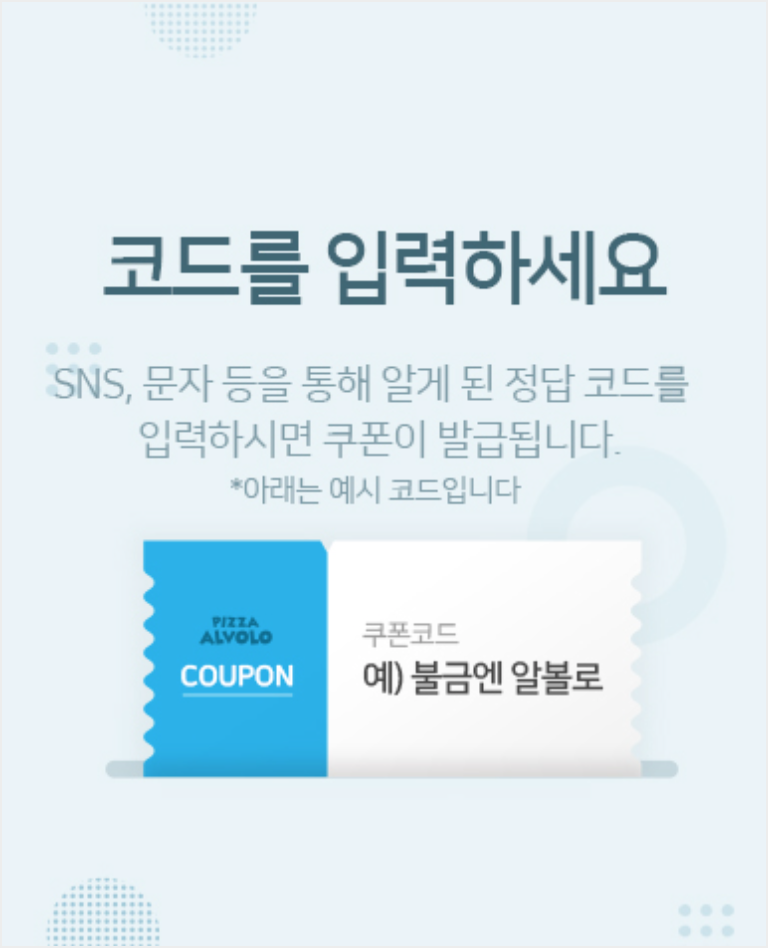 코드를 입력하세요
SNS, 문자 등을 통해 알게 된 정답 코드를
입력하시면 쿠폰이 발급됩니다.
*아래는 예시 코드입니다
PIZZA
ALVOLO
COUPON
쿠폰코드
예) 불금엔 알볼로